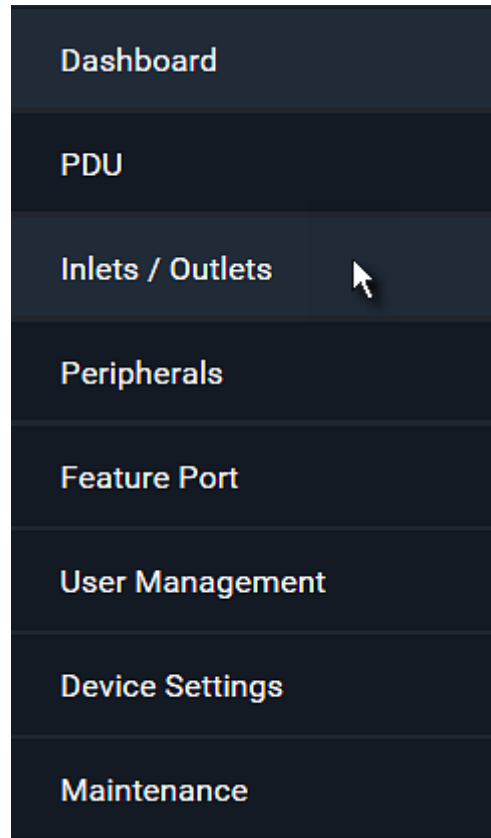 Dashboard
PDU
Inlets / Outlets
Peripherals
Feature Port
User Management
Device Settings
Maintenance